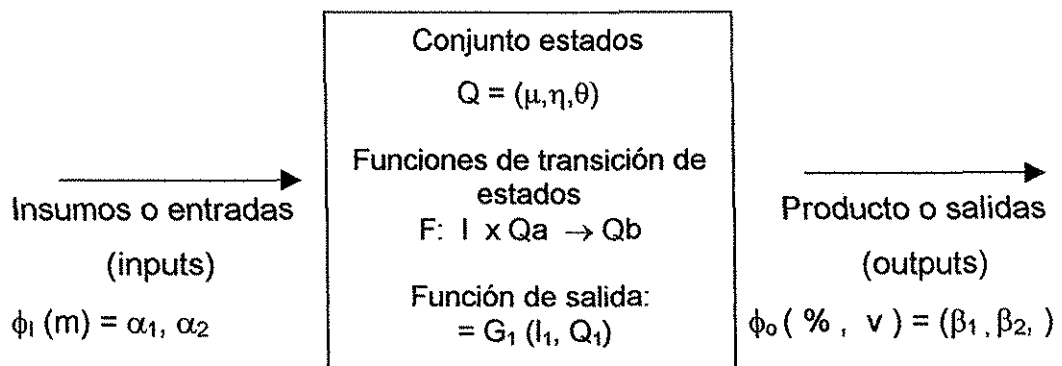 Insumos o entradas
(inputs)
ϕI (m) = α1, α2
Conjunto estados
Q = (μ,η,θ)
Funciones de transición de
estados
F: I x Qa → Qb
Función de salida:
= G1 (I1, Q1)
Producto o salidas
(outputs)
ϕo ( % , v ) = (β1 , β2, )